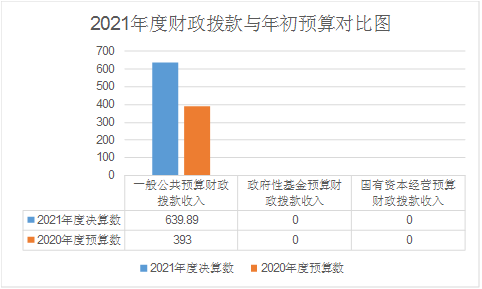 2021年度财政拨款与年初预算对比图
700
600
500
400
300
200
100
0
一般公共预算财政
拨款收入
政府性基金预算财
政拨款收入
国有资本经营预算
财政拨款收入
2021年度决算数 639.89 0 0
2020年度预算数 393 0 0
2021年度决算数 2020年度预算数